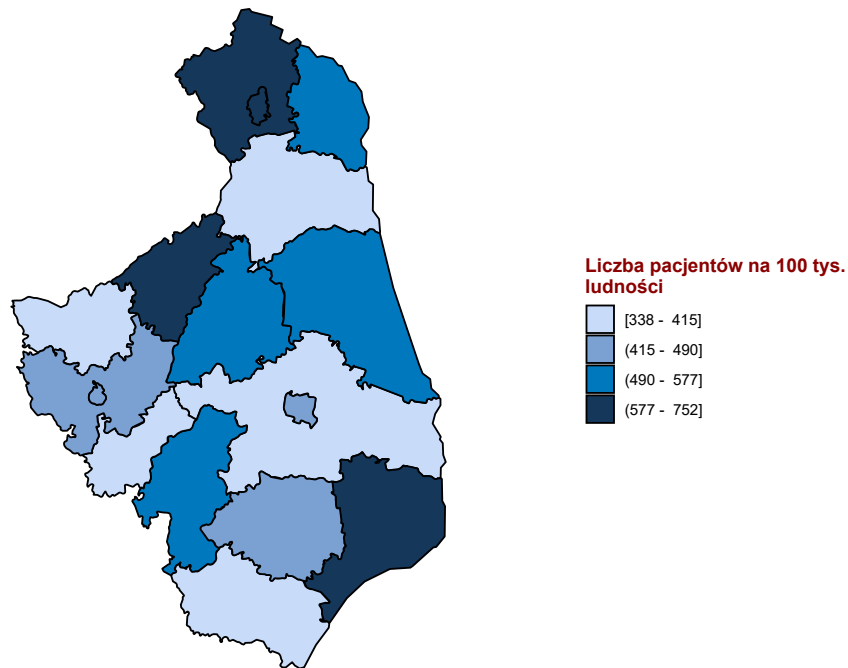 Liczba pacjentów na 100 tys.
ludności
[338 - 415]
(415 - 490]
(490 - 577]
(577 - 752]